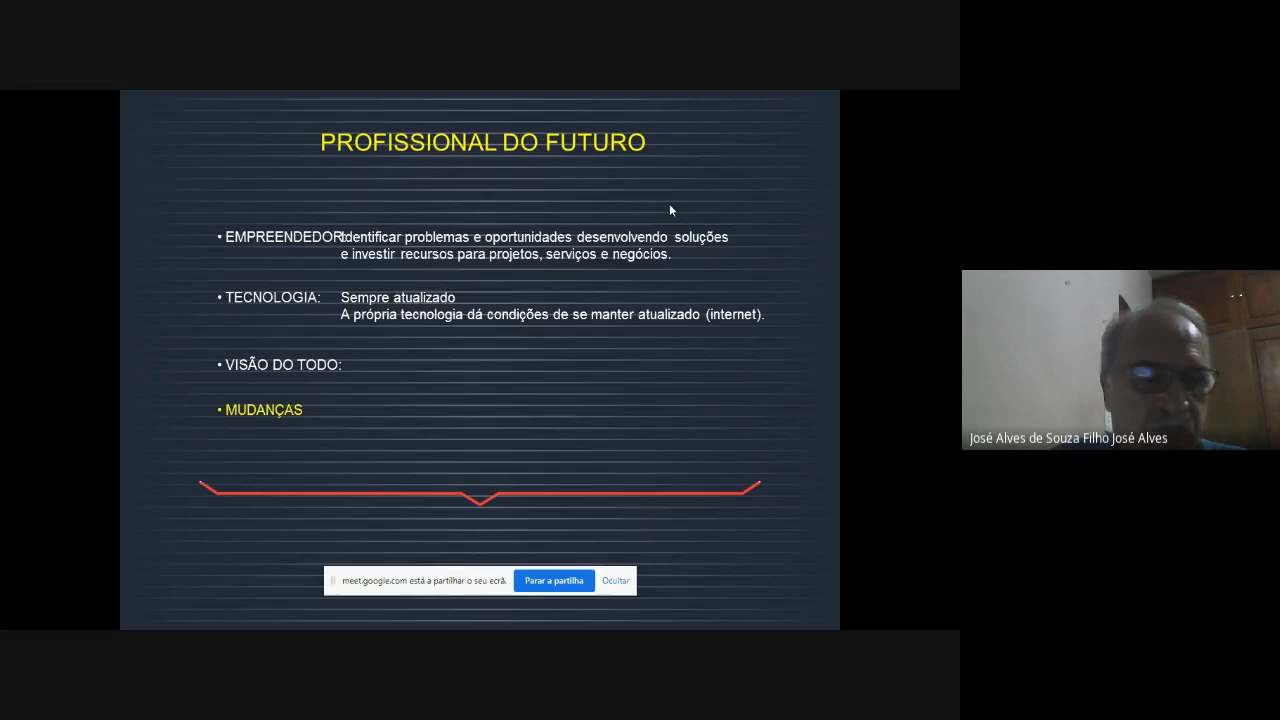 PROFISSIONAL DO FUTURO
• EMPREENDEDOR: Identificar problemas e oportunidades desenvolvendo soluções
e investir recursos para projetos, serviços e negócios.
• TECNOLOGIA: Sempre atualizado
A própria tecnologia dá condições de se manter atualizado (internet).
• VISÃO DO TODO:
• MUDANÇAS
meet.google.com está a partilhar o seu ecrã. Parar a partilha Ocultar
José Alves de Souza Filho José Alves